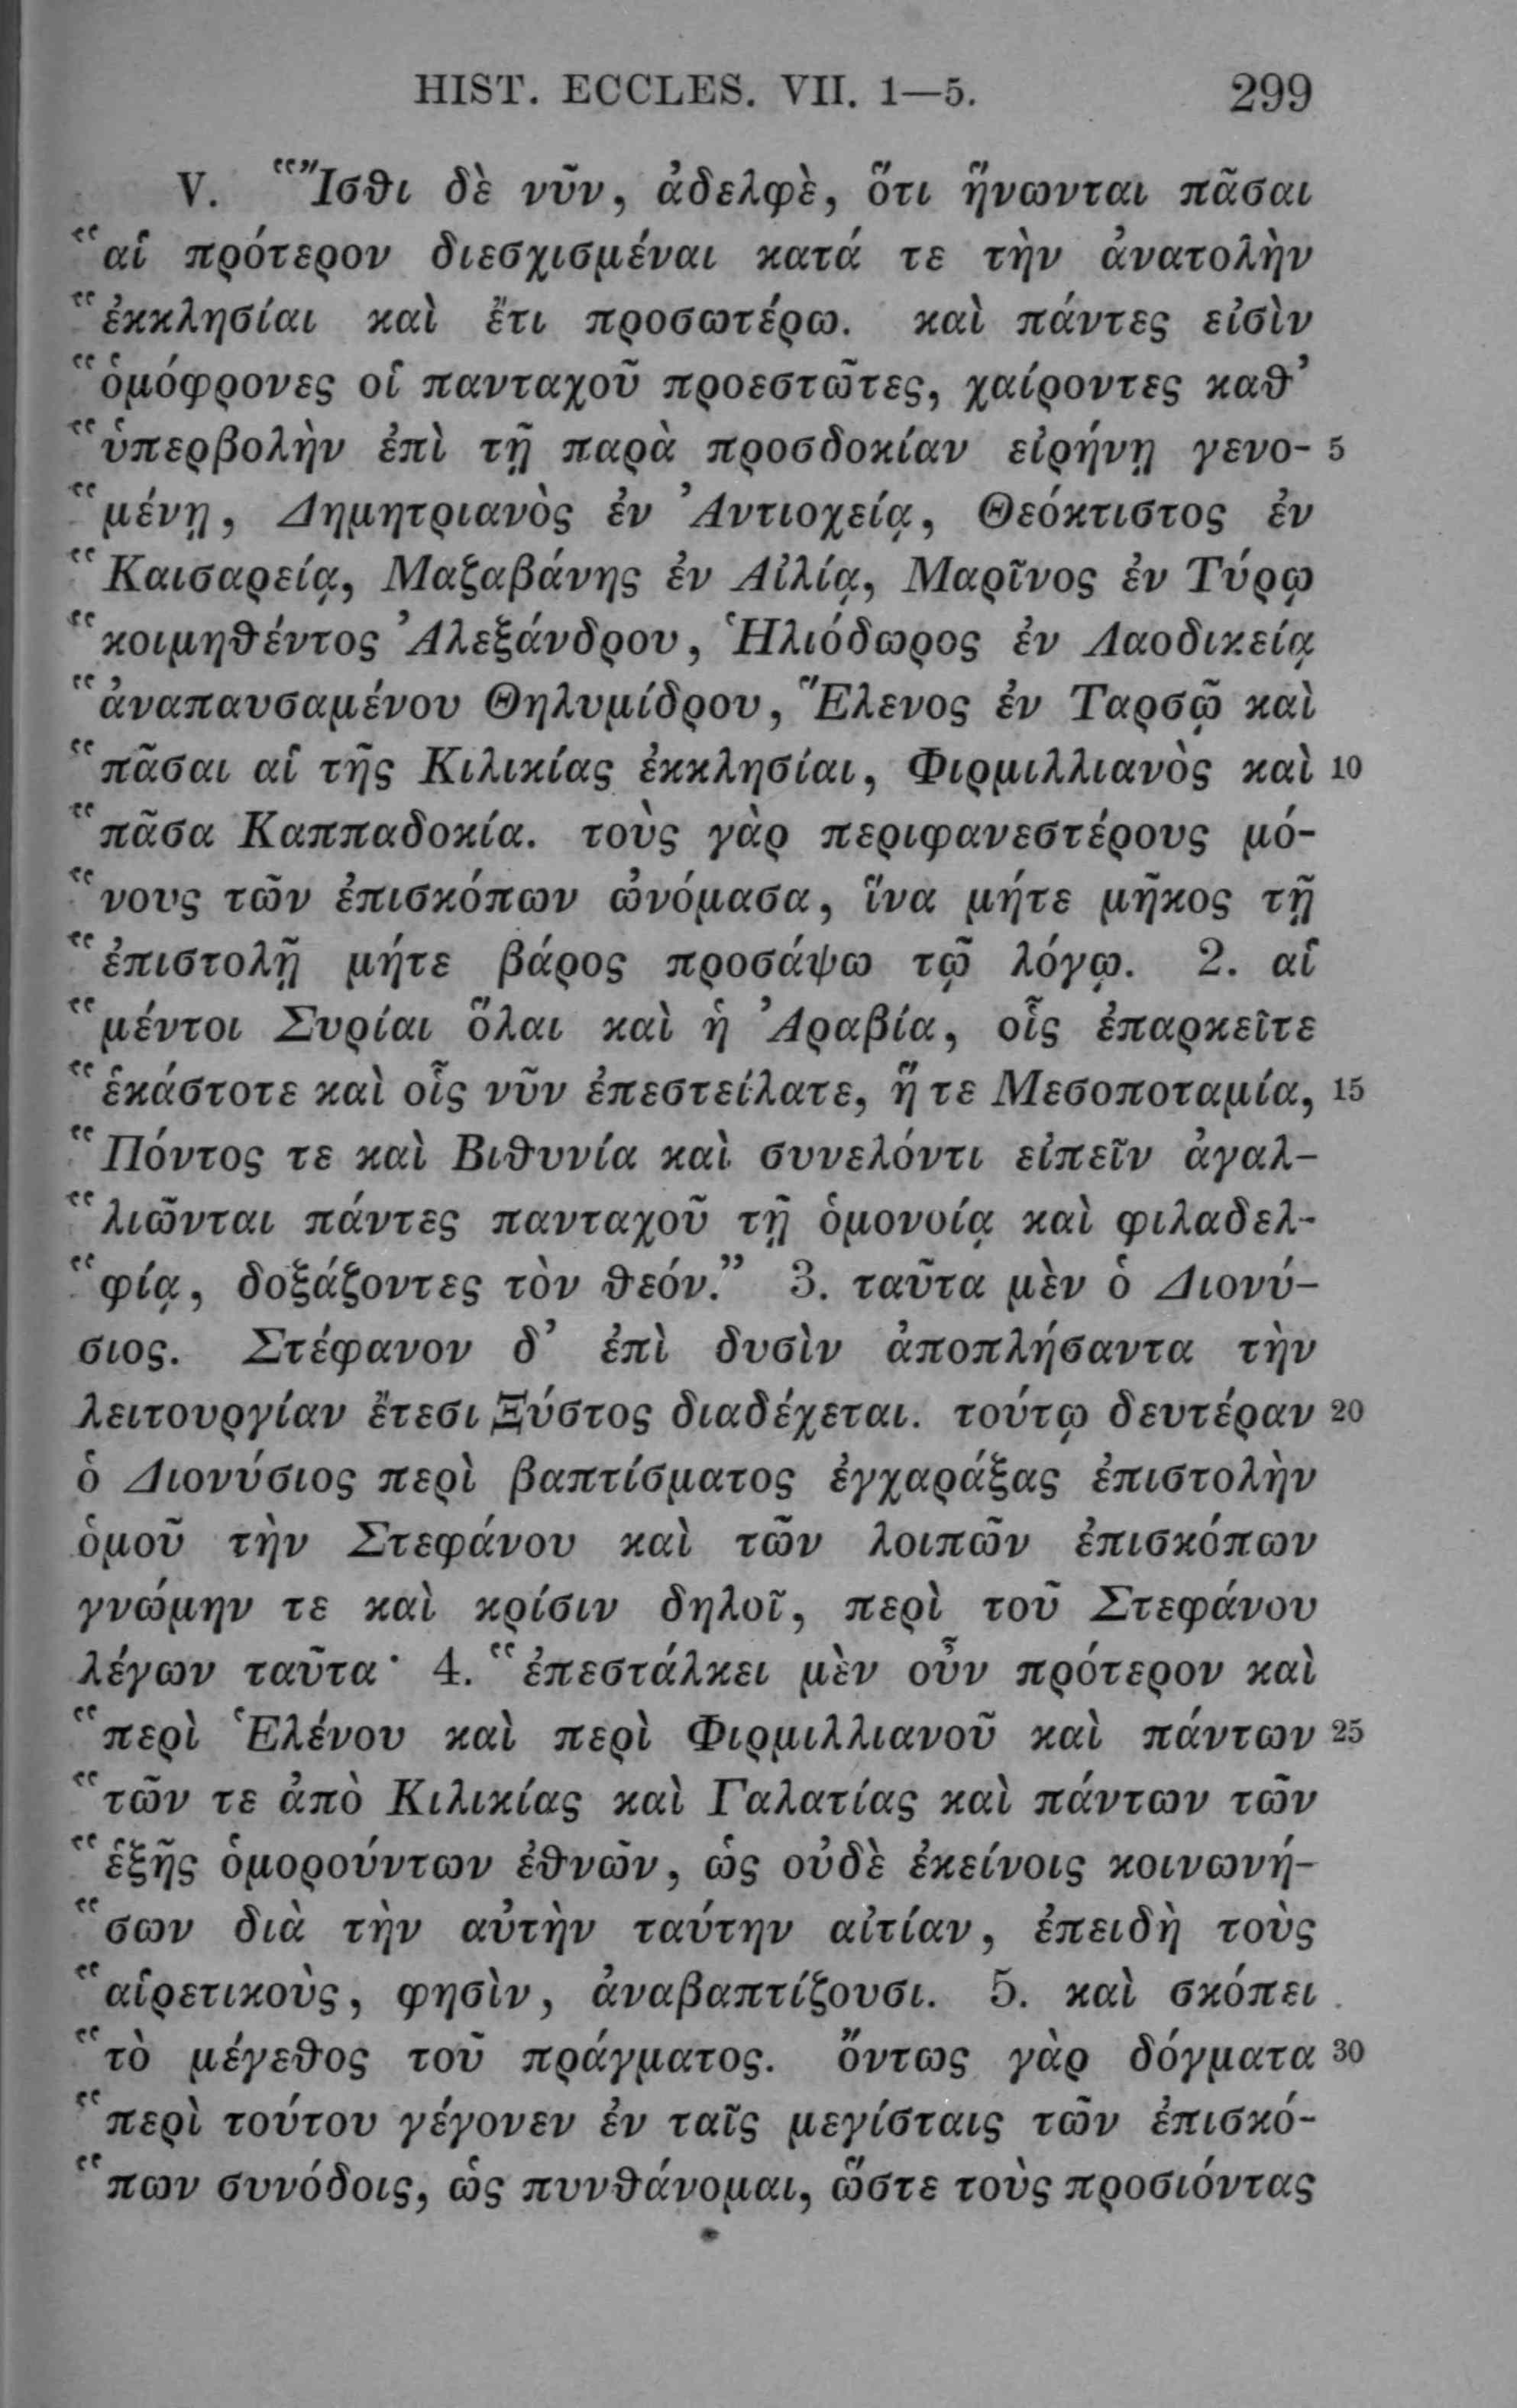 HIST. ECCLES. VII. 1—5. 299
V. “Ἴσθι δὲ νῦν, ἀδελφὲ, ὅτι ἥνωνται πᾶσαι
“αἱ πρότερον διεσχισμέναι κατά τε τὴν ἀνατολὴν
“ἐκκλησίαι καὶ ἔτι προσωτέρω. καὶ πάντες εἰσὶν
“ὁμόφρονες οἱ πανταχοῦ προεστῶτες, χαίροντες καθ’
“ὑπερβολὴν ἐπὶ τῇ παρὰ προσδοκίαν εἰρήνῃ γενο- 5
“μένῃ, Δημητριανὸς ἐν Ἀντιοχείᾳ, Θεόκτιστος ἐν
“Καισαρείᾳ, Μαζαβάνης ἐν Αἰλίᾳ, Μαρῖνος ἐν Τύρῳ
“κοιμηθέντος Ἀλεξάνδρου, Ἡλιόδωρος ἐν Λαοδικείᾳ
“ἀναπαυσαμένου Θηλυμίδρου, Ἕλενος ἐν Ταρσῷ καὶ
“πᾶσαι αἱ τῆς Κιλικίας ἐκκλησίαι, Φιρμιλλιανὸς καὶ 10
“πᾶσα Καππαδοκία. τοὺς γὰρ περιφανεστέρους μό-
“νους τῶν ἐπισκόπων ὠνόμασα, ἵνα μήτε μῆκος τῇ
“ἐπιστολῇ μήτε βάρος προσάψω τῷ λόγῳ. 2. αἱ
“μέντοι Συρίαι ὅλαι καὶ ἡ Ἀραβία, οἷς ἐπαρκεῖτε
“ἑκάστοτε καὶ οἷς νῦν ἐπεστείλατε, ἥ τε Μεσοποταμία, 15
“Πόντος τε καὶ Βιθυνία καὶ συνελόντι εἰπεῖν ἀγαλ-
“λιῶνται πάντες πανταχοῦ τῇ ὁμονοίᾳ καὶ φιλαδελ-
“φίᾳ, δοξάζοντες τὸν θεόν.” 3. ταῦτα μὲν ὁ Διονύ-
σιος. Στέφανον δ’ ἐπὶ δυσὶν ἀποπλήσαντα τὴν
λειτουργίαν ἔτεσι Ξύστος διαδέχεται. τούτῳ δευτέραν 20
ὁ Διονύσιος περὶ βαπτίσματος ἐγχαράξας ἐπιστολὴν
ὁμοῦ τὴν Στεφάνου καὶ τῶν λοιπῶν ἐπισκόπων
γνώμην τε καὶ κρίσιν δηλοῖ, περὶ τοῦ Στεφάνου
λέγων ταῦτα· 4. “ἐπεστάλκει μὲν οὖν πρότερον καὶ
“περὶ Ἑλένου καὶ περὶ Φιρμιλλιανοῦ καὶ πάντων 25
“τῶν τε ἀπὸ Κιλικίας καὶ Γαλατίας καὶ πάντων τῶν
“ἑξῆς ὁμορούντων ἐθνῶν, ὡς οὐδὲ ἐκείνοις κοινωνή-
“σων διὰ τὴν αὐτὴν ταύτην αἰτίαν, ἐπειδὴ τοὺς
“αἱρετικοὺς, φησὶν, ἀναβαπτίζουσι. 5. καὶ σκόπει
“τὸ μέγεθος τοῦ πράγματος. ὄντως γὰρ δόγματα 30
“περὶ τούτου γέγονεν ἐν ταῖς μεγίσταις τῶν ἐπισκό-
“πων συνόδοις, ὡς πυνθάνομαι, ὥστε τοὺς προσιόντας